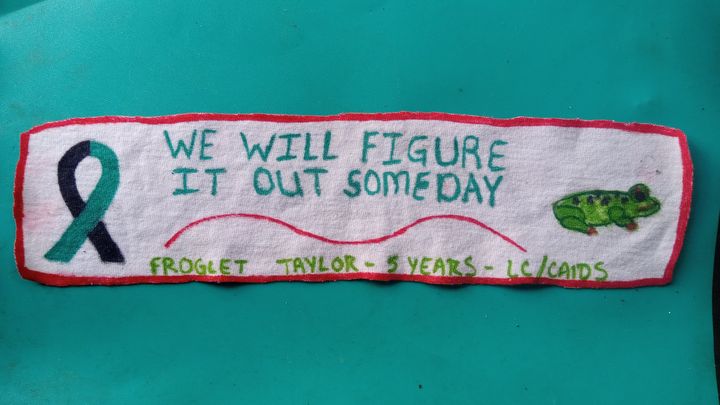 WE WILL FIGURE
IT OUT SOMEDAY
FROGLET TAYLOR - 5 YEARS - LC/CAIDS